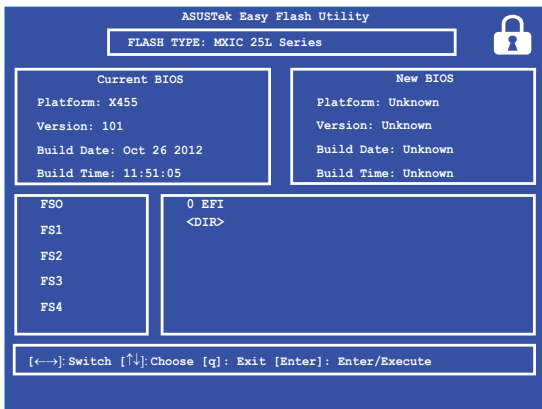 ASUSTek Easy Flash Utility
FLASH TYPE: MXIC 25L Series
Current BIOS
Platform: X455
Version: 101
Build Date: Oct 26 2012
Build Time: 11:51:05
New BIOS
Platform: Unknown
Version: Unknown
Build Date: Unknown
Build Time: Unknown
FSO
FS1
FS2
FS3
FS4
0 EFI
<DIR>
[←→]: Switch [↑↓]: Choose [q]: Exit [Enter]: Enter/Execute